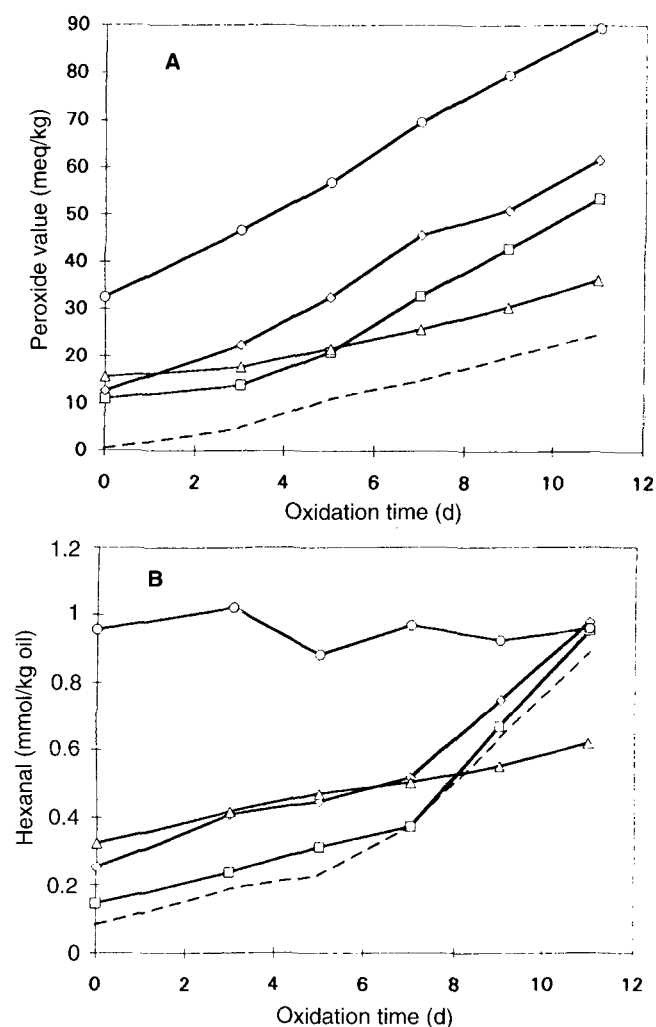 90
80
70
60
50
40
30
20
10
0
A
Peroxide value (meq/kg)
0 2 4 6 8 10 12
Oxidation time (d)
1.2
1
0.8
0.6
0.4
0.2
0
B
Hexanal (mmol/kg oil)
0 2 4 6 8 10 12
Oxidation time (d)